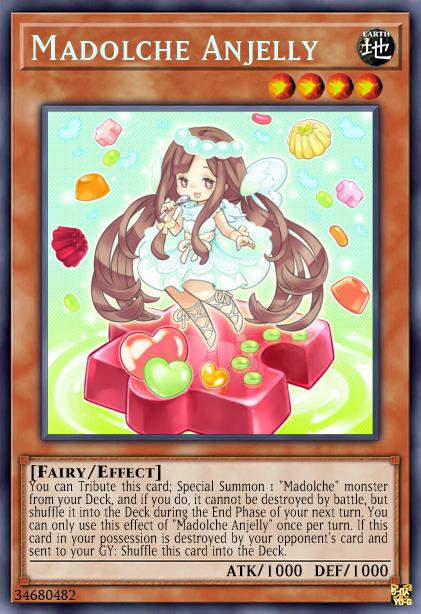 MADOLCHE ANJELLY
EARTH
地
[FAIRY/EFFECT]
You can Tribute this card; Special Summon 1 "Madolche" monster
from your Deck, and if you do, it cannot be destroyed by battle, but
shuffle it into the Deck during the End Phase of your next turn. You
can only use this effect of "Madolche Anjelly" once per turn. If this
card in your possession is destroyed by your opponent's card and
sent to your GY: Shuffle this card into the Deck.
ATK/1000 DEF/1000
34680482